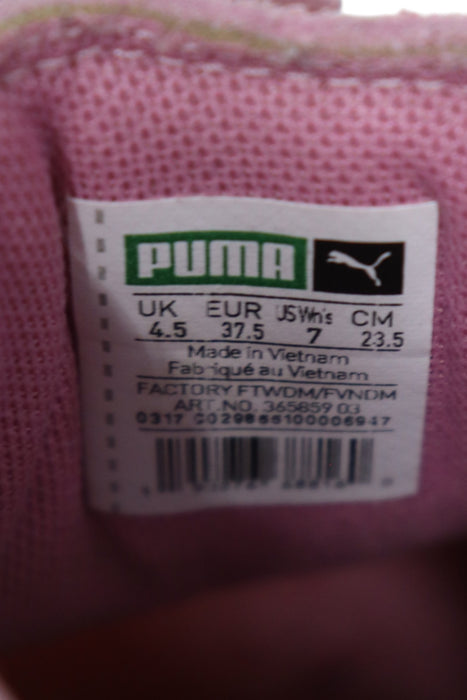 PUMA
UK EUR US Wn's CM
4.5 37.5 7 23.5
Made in Vietnam
Fabriqué au Vietnam
FACTORY FTWDM/FVNDM
ART.NO. 365859 03
0317